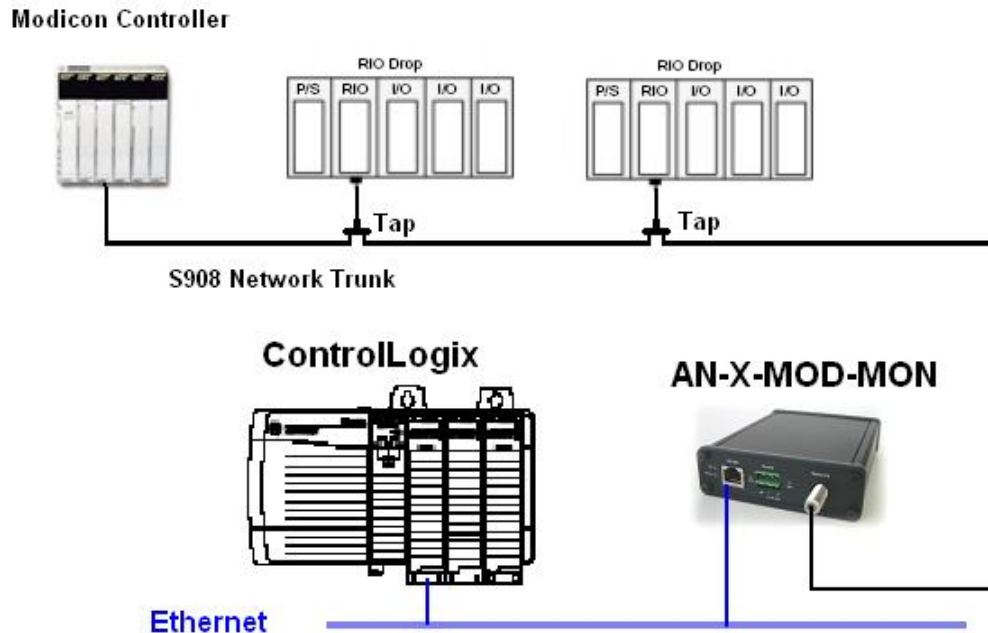 Modicon Controller
RIO Drop
P/S RIO I/O I/O I/O
RIO Drop
P/S RIO I/O I/O I/O
Tap
Tap
S908 Network Trunk
ControlLogix
AN-X-MOD-MON
Ethernet